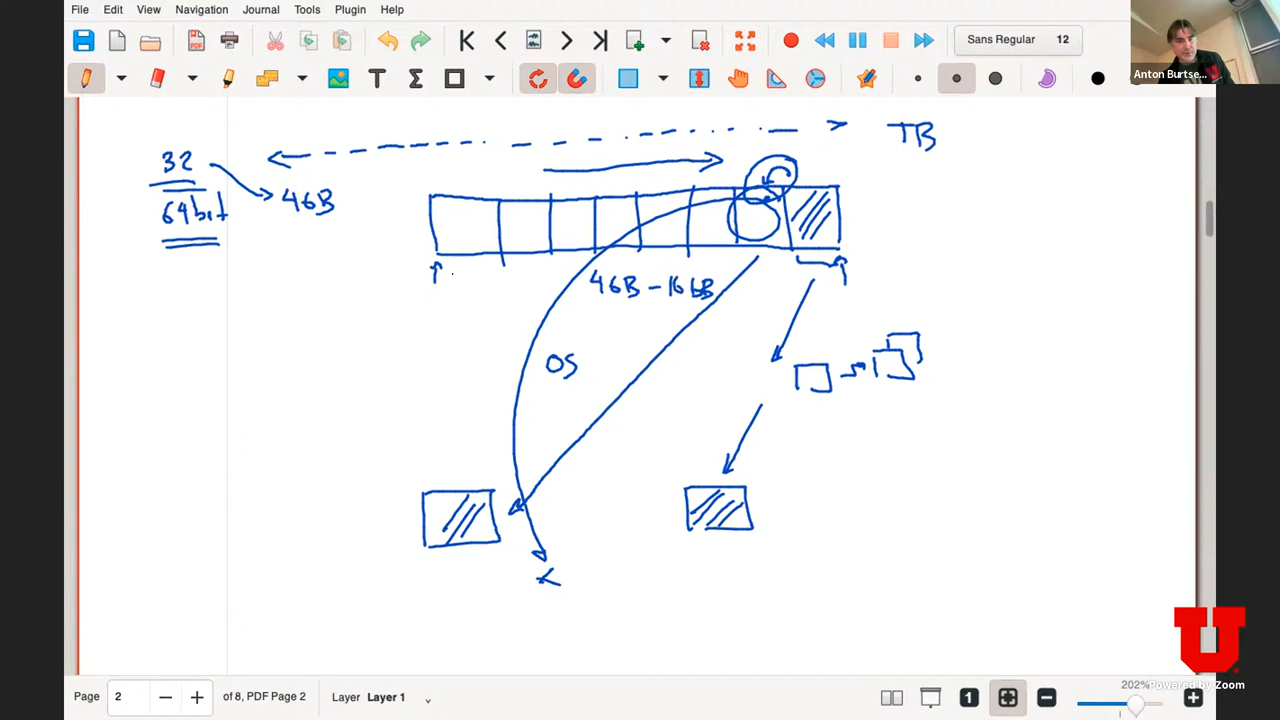 File Edit View Navigation Journal Tools Plugin Help
Sans Regular 12
Anton Burtse...
TB
32
64bit
4GB
4GB - 16GB
OS
U
Page 2 of 8, PDF Page 2 Layer Layer 1
202%
Powered by Zoom